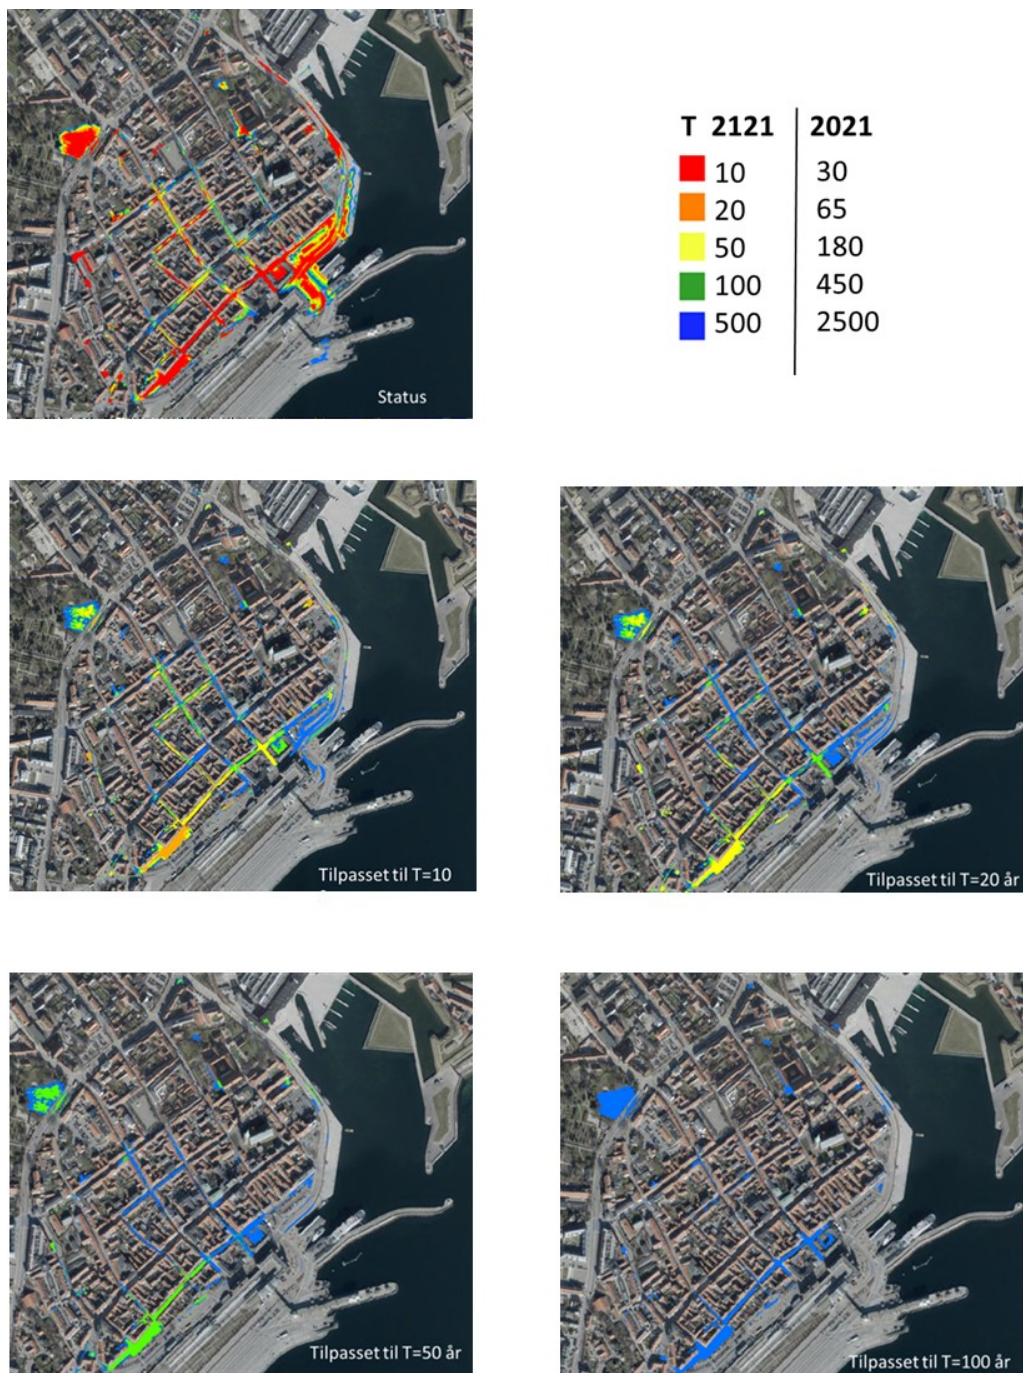 Status
T 2121 2021
10 30
20 65
50 180
100 450
500 2500
Tilpasset til T=10
Tilpasset til T=20 år
Tilpasset til T=50 år
Tilpasset til T=100 år